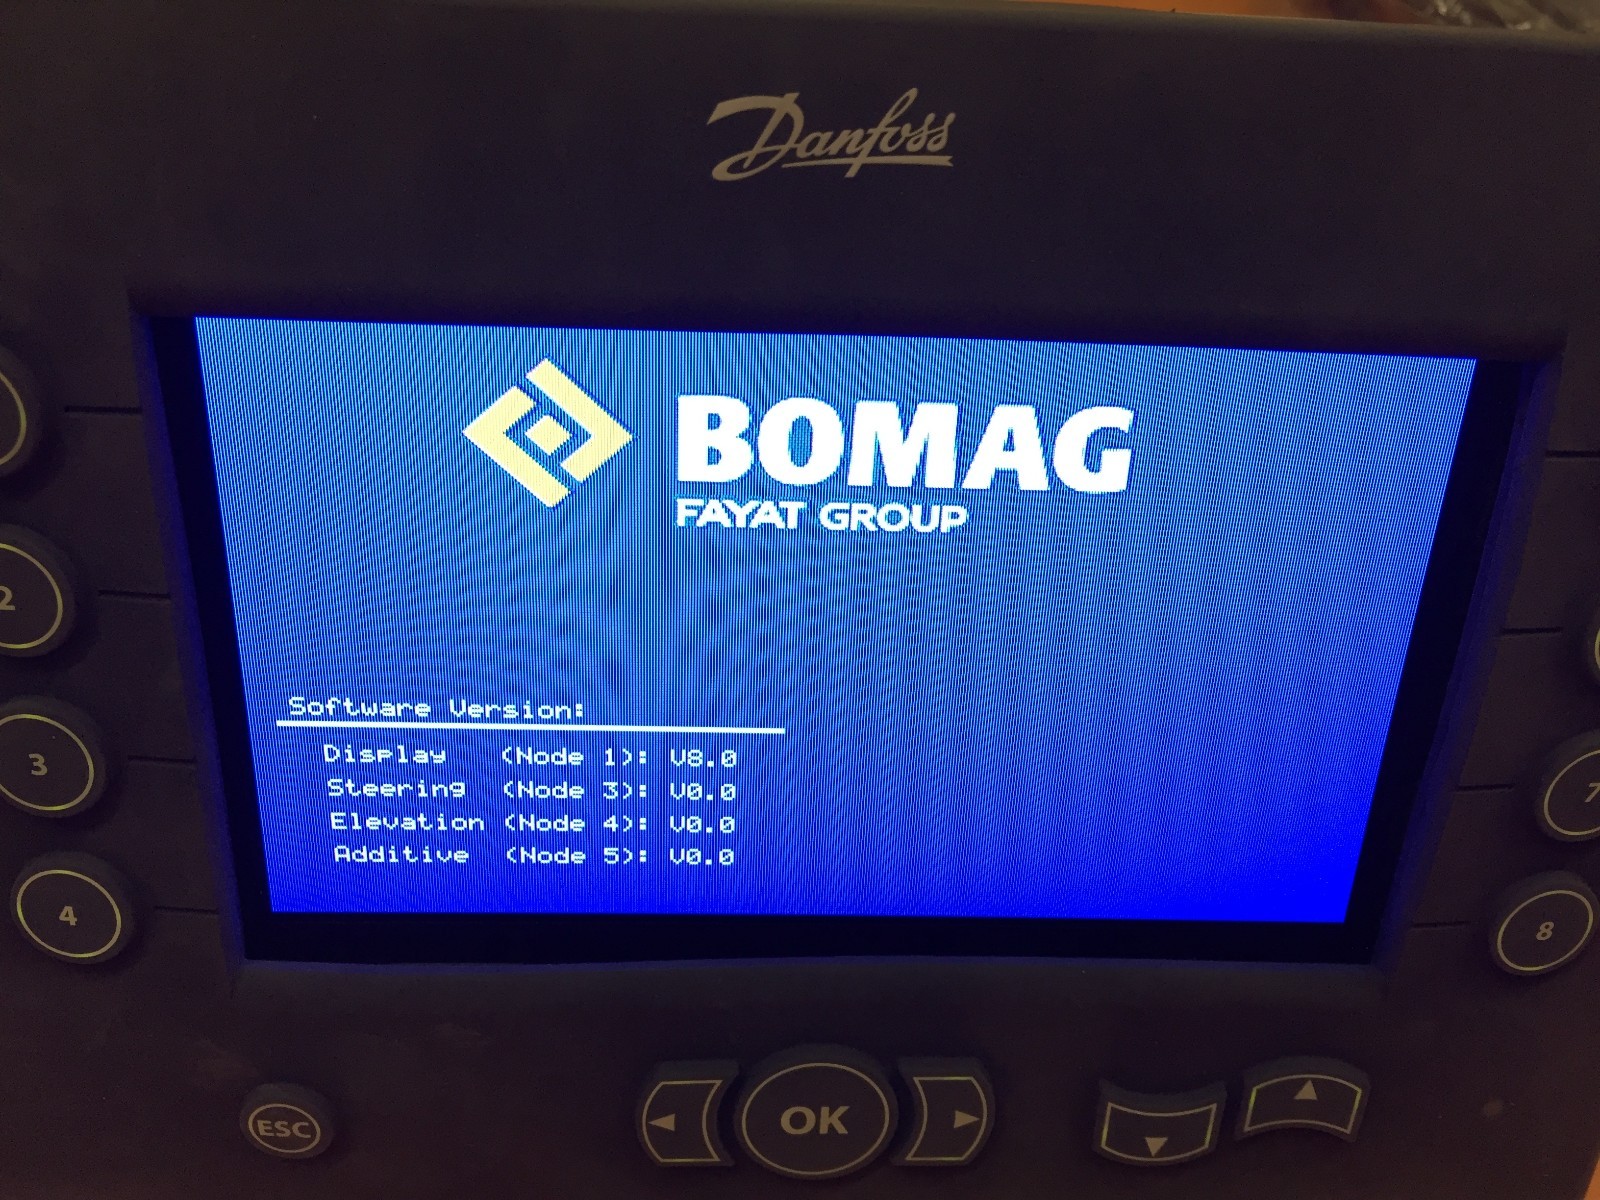 Danfoss
BOMAG
FAYAT GROUP
Software Version:
Display (Node 1): V8.0
Steering (Node 3): V0.0
Elevation (Node 4): V0.0
Additive (Node 5): V0.0
2
3
4
7
8
ESC
OK